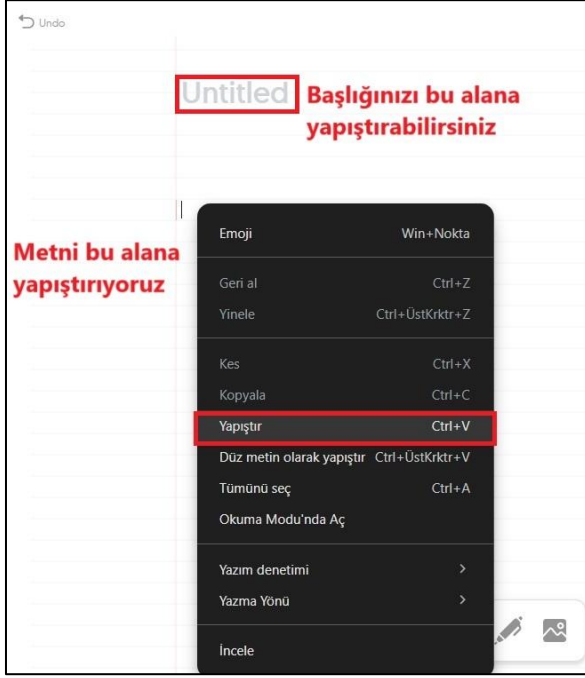 Undo
Untitled
Başlığınızı bu alana
yapıştırabilirsiniz
Metni bu alana
yapıştırıyoruz
Emoji Win+Nokta
Geri al Ctrl+Z
Yinele Ctrl+ÜstKrktr+Z
Kes Ctrl+X
Kopyala Ctrl+C
Yapıştır Ctrl+V
Düz metin olarak yapıştır Ctrl+ÜstKrktr+V
Tümünü seç Ctrl+A
Okuma Modu'nda Aç
Yazım denetimi
Yazma Yönü
İncele